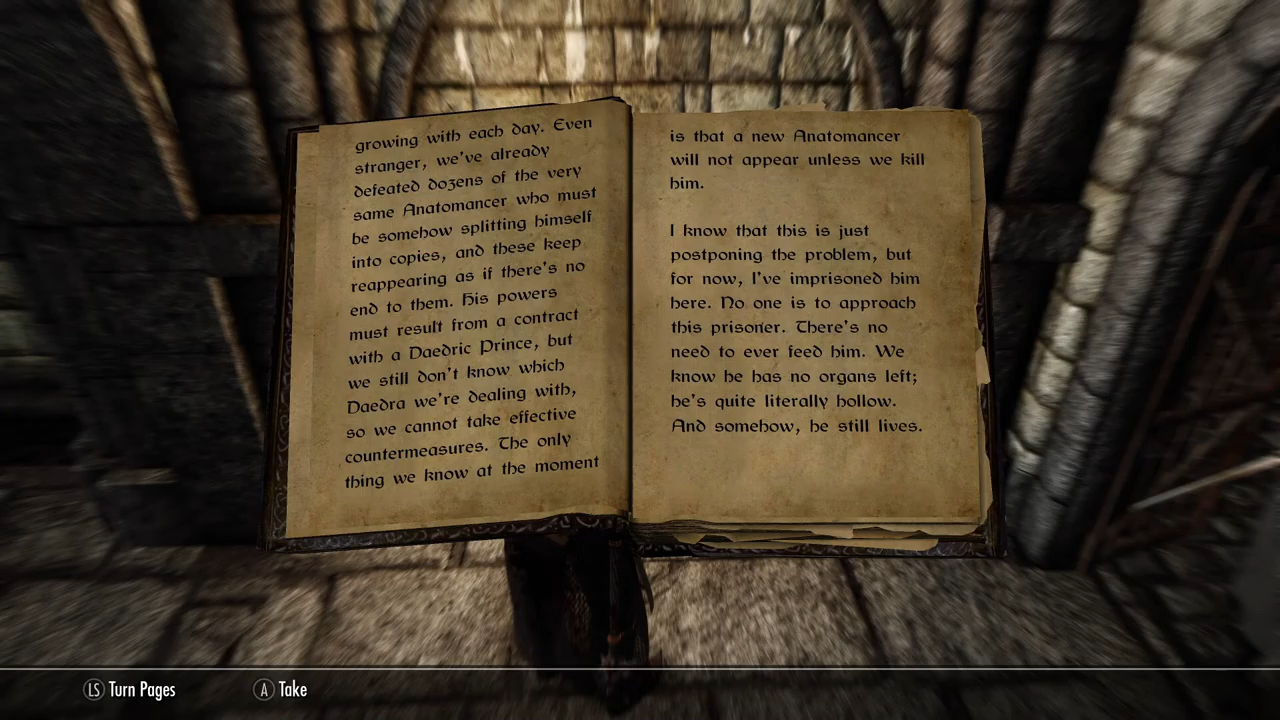 growing with each day. Even
stranger, we've already
defeated dozens of the very
same Anatomancer who must
be somehow splitting himself
into copies, and these keep
reappearing as if there's no
end to them. His powers
must result from a contract
with a Daedric Prince, but
we still don't know which
Daedra we're dealing with,
so we cannot take effective
countermeasures. The only
thing we know at the moment
is that a new Anatomancer
will not appear unless we kill
him.
I know that this is just
postponing the problem, but
for now, I've imprisoned him
here. No one is to approach
this prisoner. There's no
need to ever feed him. We
know he has no organs left;
he's quite literally hollow.
And somehow, he still lives.
LS Turn Pages
A Take